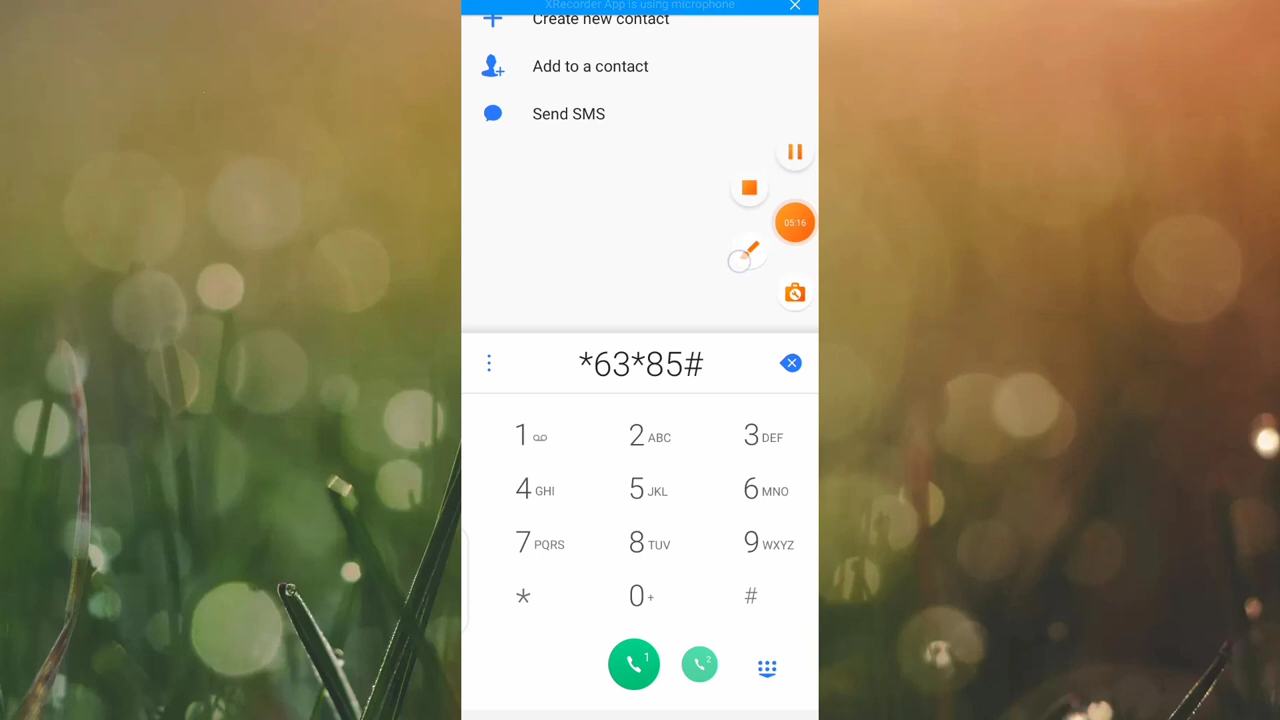 XRecorder App is using microphone
Create new contact
Add to a contact
Send SMS
05:16
*63*85#
1
2 ABC 3 DEF
4 GHI 5 JKL 6 MNO
7 PQRS 8 TUV 9 WXYZ
* 0 + #
1 2